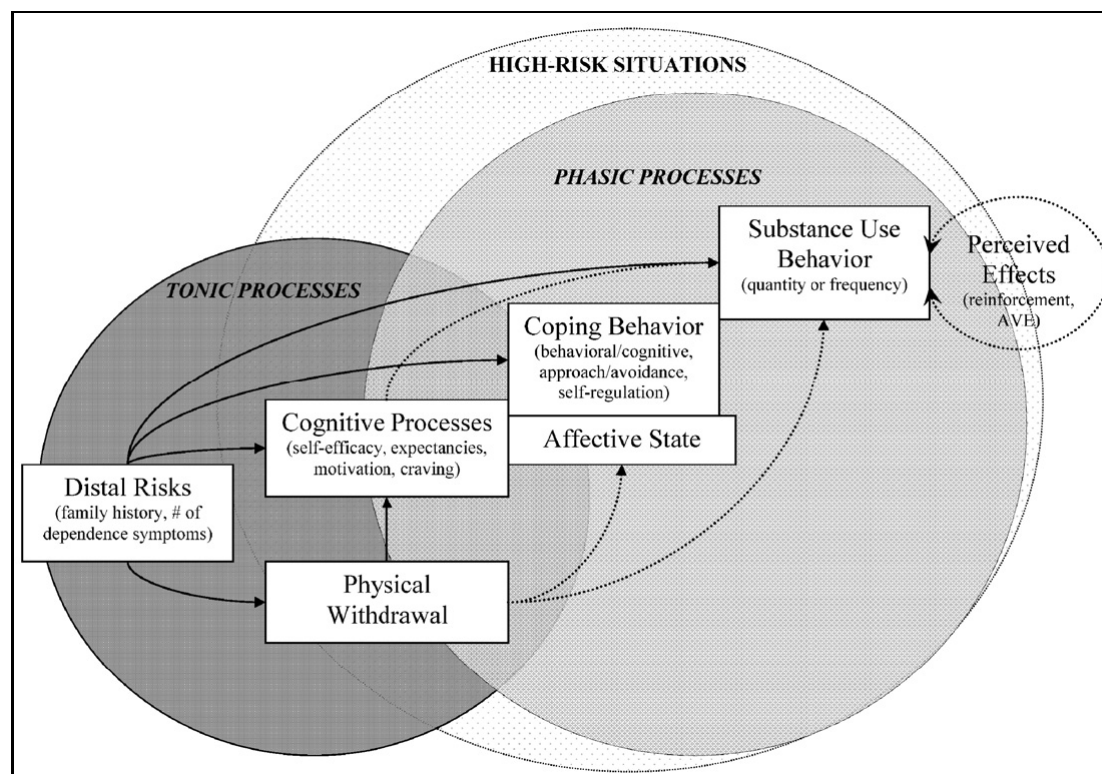 HIGH-RISK SITUATIONS
PHASIC PROCESSES
Substance Use
Behavior
(quantity or frequency)
Perceived
Effects
(reinforcement,
AVE)
TONIC PROCESSES
Coping Behavior
(behavioral/cognitive,
approach/avoidance,
self-regulation)
Cognitive Processes
(self-efficacy, expectancies,
motivation, craving)
Affective State
Distal Risks
(family history, # of
dependence symptoms)
Physical
Withdrawal